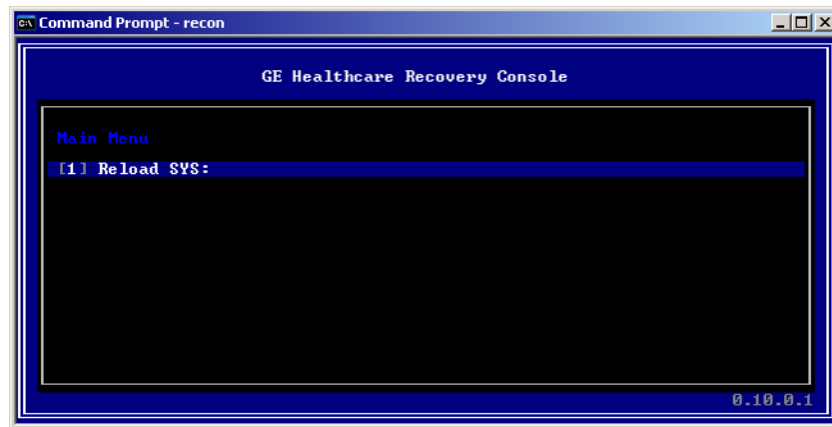 Command Prompt - recon
GE Healthcare Recovery Console
Main Menu
[1] Reload SYS:
0.10.0.1